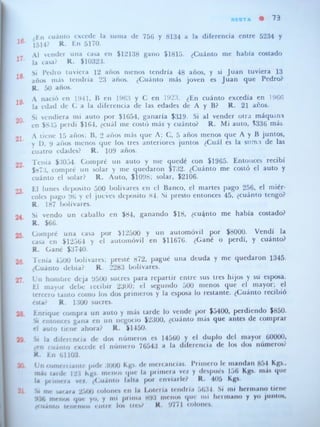 RESTA • 73
16. ¿En cuánto excede la suma de 756 y 8134 a la diferencia entre 5234 y
1514? R. En 5170.
17. Al vender una casa en $12138 gano $1815. ¿Cuánto me había costado
la casa? R. $10323.
18. Si Pedro tuviera 12 años menos tendría 48 años, y si Juan tuviera 13
años más tendría 23 años. ¿Cuánto más joven es Juan que Pedro?
R. 50 años.
19. A nació en 1941, B en 1963 y C en 1923. ¿En cuánto excedía en 1966
la edad de C a la diferencia de las edades de A y B? R. 21 años.
20. Si vendiera mi auto por $1654, ganaría $319. Si al vender otra máquina
en $835 perdí $164, ¿cuál me costó más y cuánto? R. Mi auto, $336 más.
21. A tiene 15 años; B, 2 años más que A; C, 5 años menos que A y B juntos,
y D, 9 años menos que los tres anteriores juntos ¿Cuál es la suma de las
cuatro edades? R. 109 años.
22. Tenía $3054. Compré un auto y me quedé con $1965. Entonces recibí
$873, compré un solar y me quedaron $732. ¿Cuánto me costó el auto y
cuánto el solar? R. Auto, $1098; solar, $2106.
23. El lunes deposito 500 bolívares en el Banco, el martes pago 256, el miér-
coles pago 96 y el jueves deposito 84. Si presto entonces 45, ¿cuánto tengo?
R. 187 bolívares.
24. Si vendo un caballo en $84, ganando $18, ¿cuánto me había costado?
R. $66.
25. Compré una casa por $12500 y un automóvil por $8000. Vendí la
casa en $12564 y el automóvil en $11676. ¿Gané o perdí, y cuánto?
R. Gané $3740.
26. Tenía 4500 bolívares; presté 872, pagué una deuda y me quedaron 1345.
¿Cuánto debía? R. 2283 bolívares.
27. Un hombre deja 9500 sucres para repartir entre sus tres hijos y su esposa.
El mayor debe recibir 2300; el segundo 500 menos que el mayor; el
tercero tanto como los dos primeros y la esposa lo restante. ¿Cuánto recibió
ésta? R. 1300 sucres.
28. Enrique compra un auto y más tarde lo vende por $5400, perdiendo $850.
Si entonces gana en un negocio $2300, ¿cuánto más que antes de comprar
el auto tiene ahora? R. $1450.
29. Si la diferencia de dos números es 14560 y el duplo del mayor 60000,
¿en cuánto excede el número 76543 a la diferencia de los dos números?
R. En 61103.
30. Un comerciante pide 3000 Kgs. de mercancías. Primero le mandan 854 Kgs.,
más tarde 123 Kgs. menos que la primera vez y después 156 Kgs. más que
la primera vez. ¿Cuánto falta por enviarle? R. 405 Kgs.
31. Si me sacara 2500 colones en la Lotería tendría 5634. Si mi hermano tiene
936 menos que yo, y mi prima 893 menos que mi hermano y yo juntos,
¿cuánto tenemos entre los tres? R. 9771 colones.